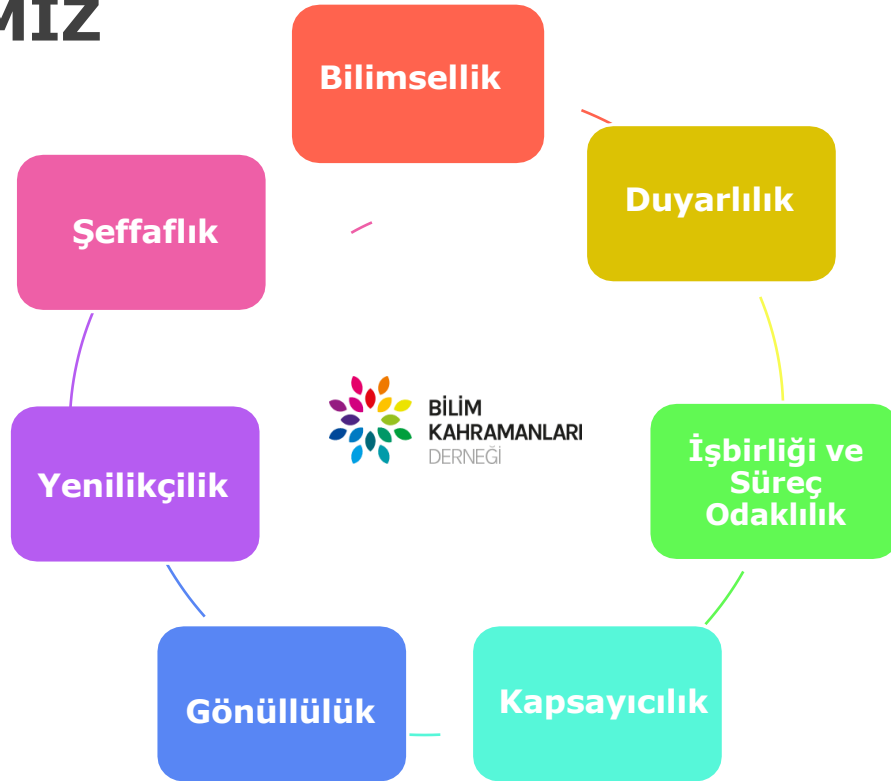 MIZ
Bilimsellik
Duyarlılık
Şeffaflık
BİLİM
KAHRAMANLARI
DERNEĞİ
İşbirliği ve
Süreç
Odaklılık
Yenilikçilik
Kapsayıcılık
Gönüllülük